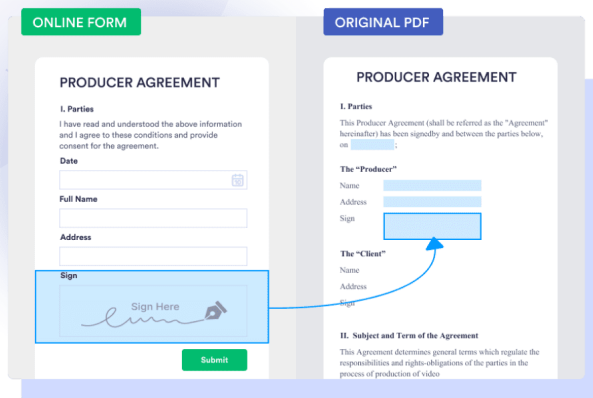 ONLINE FORM
PRODUCER AGREEMENT
I. Parties
I have read and understood the above information
and I agree to these conditions and provide
consent for the agreement.
Date
Full Name
Address
Sign
Sign Here
Submit
ORIGINAL PDF
PRODUCER AGREEMENT
I. Parties
This Producer Agreement (shall be referred as the "Agreement"
hereinafter) has been signedby and between the parties below,
on ;
The “Producer”
Name
Address
Sign
The “Client”
Name
Address
Sign
II. Subject and Term of the Agreement
This Agreement determines general terms which regulate the
responsibilities and rights-obligations of the parties in the
process of production of video